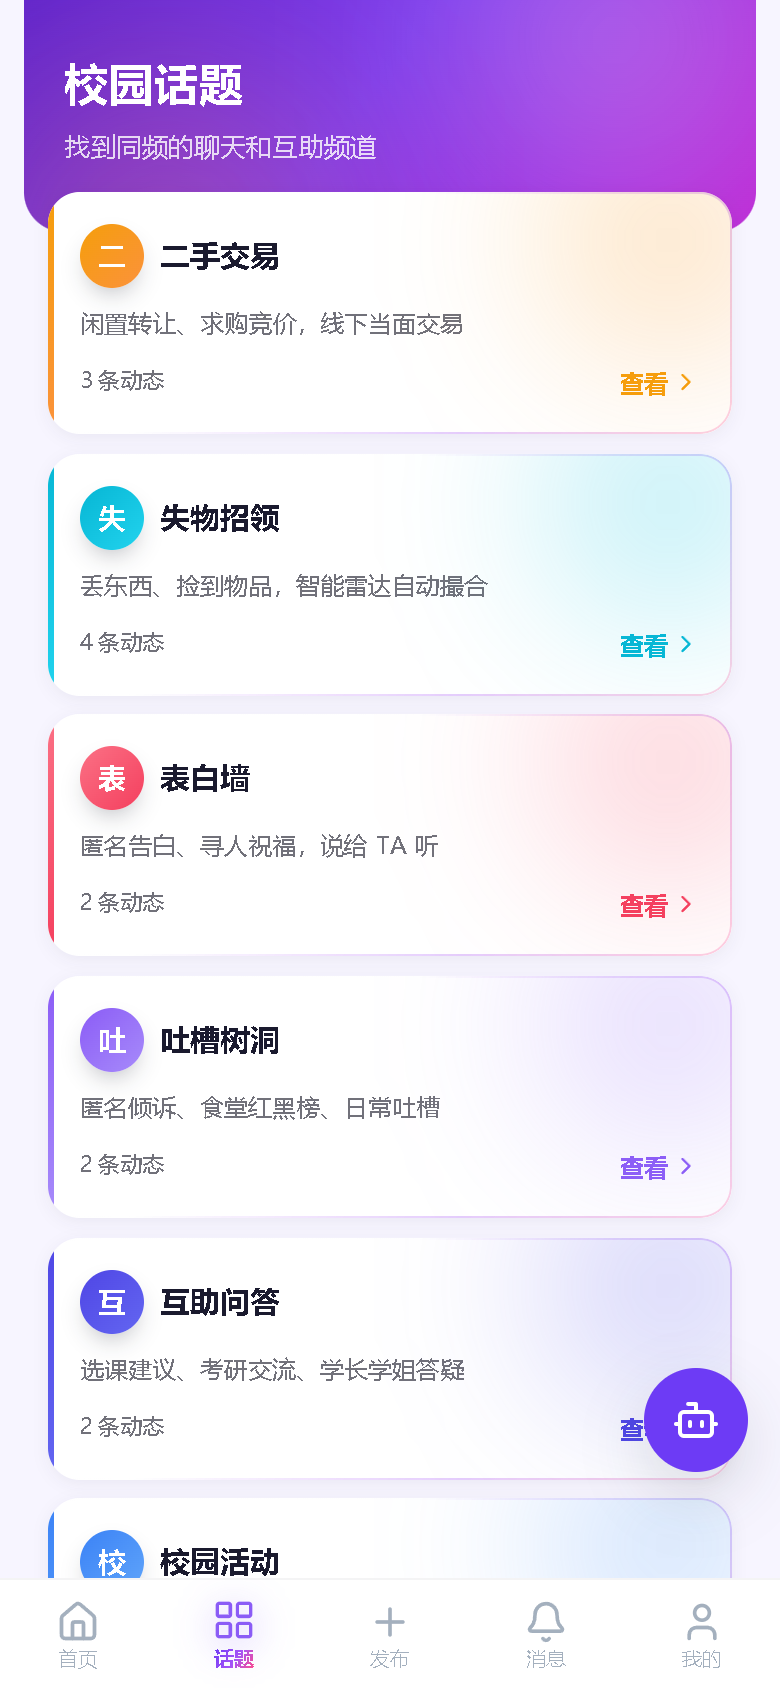 校园话题
找到同频的聊天和互助频道
二 二手交易
闲置转让、求购竞价，线下当面交易
3 条动态 查看
失 失物招领
丢东西、捡到物品，智能雷达自动撮合
4 条动态 查看
表 表白墙
匿名告白、寻人祝福，说给 TA 听
2 条动态 查看
吐 吐槽树洞
匿名倾诉、食堂红黑榜、日常吐槽
2 条动态 查看
互 互助问答
选课建议、考研交流、学长学姐答疑
2 条动态 查
校 校园活动
首页 话题 发布 消息 我的